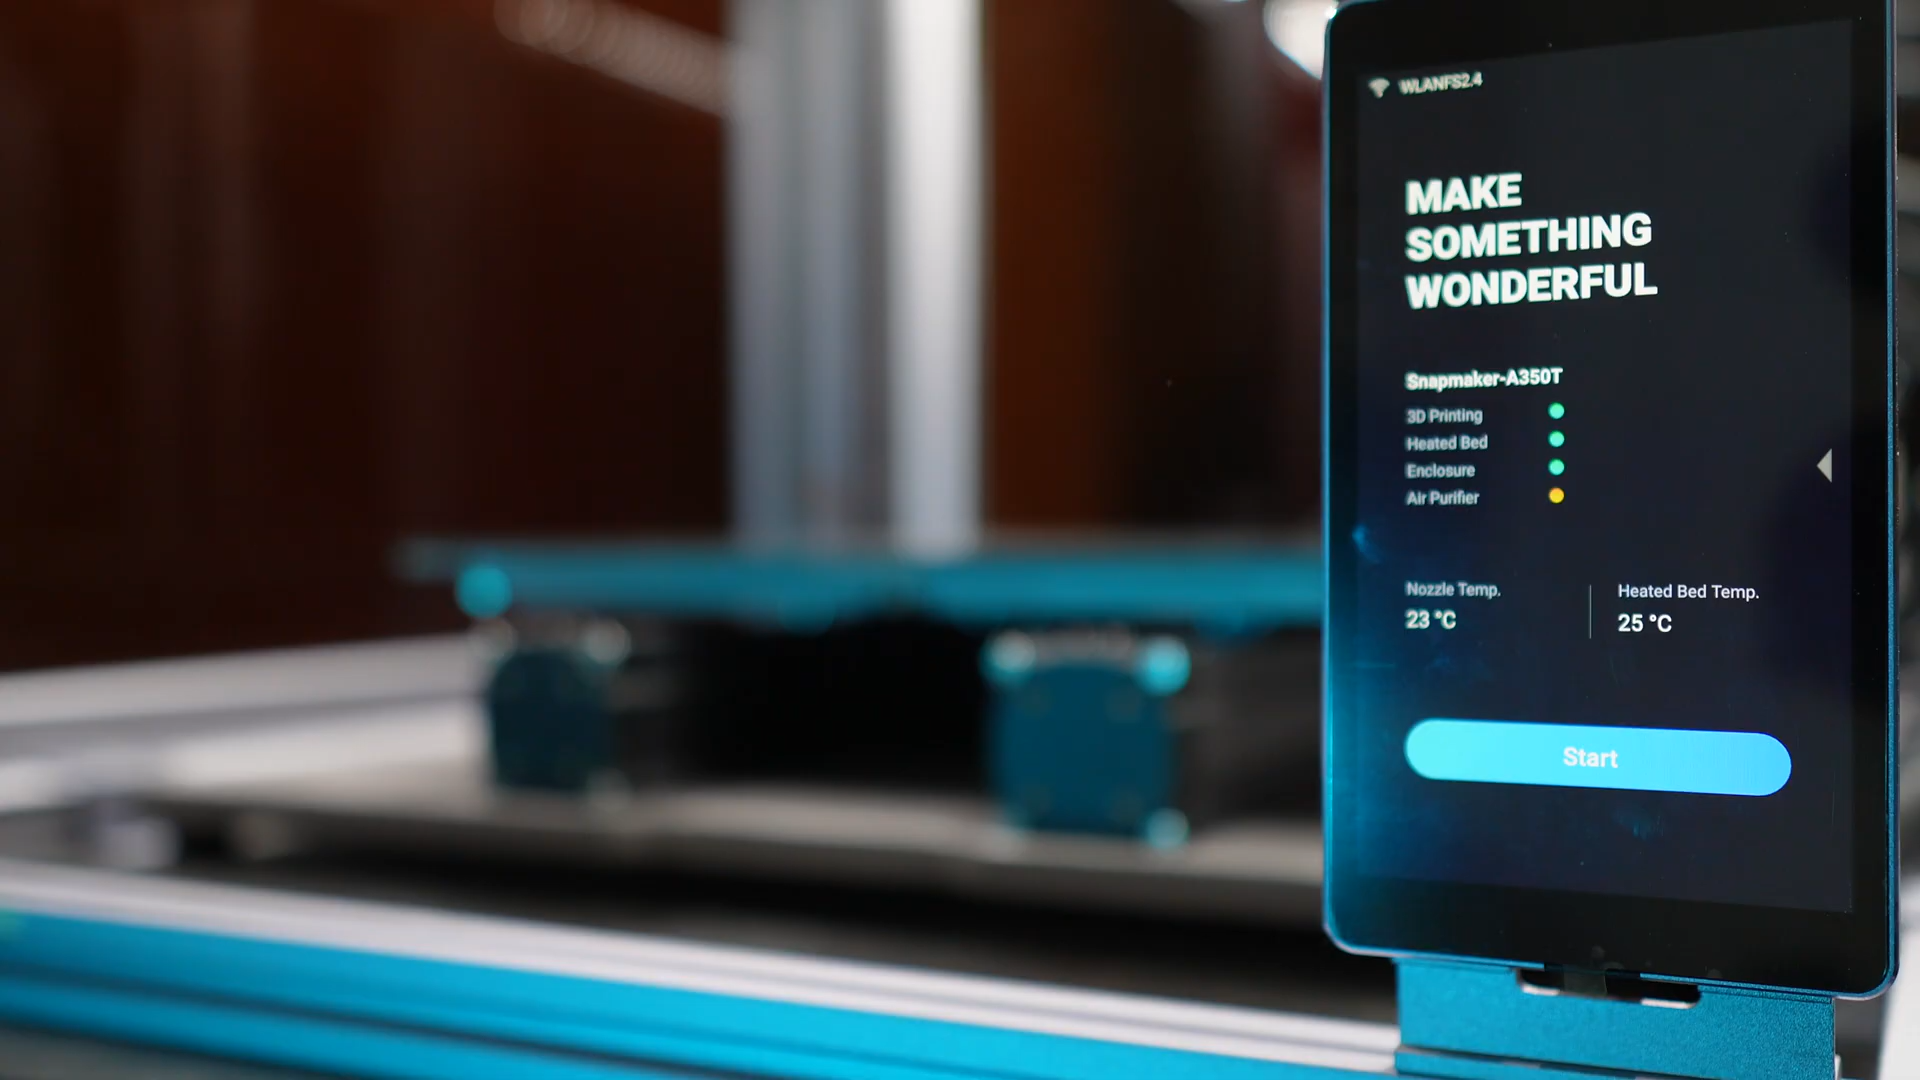 WLANFS2.4
MAKE
SOMETHING
WONDERFUL
Snapmaker-A350T
3D Printing
Heated Bed
Enclosure
Air Purifier
Nozzle Temp.
23 °C
Heated Bed Temp.
25 °C
Start